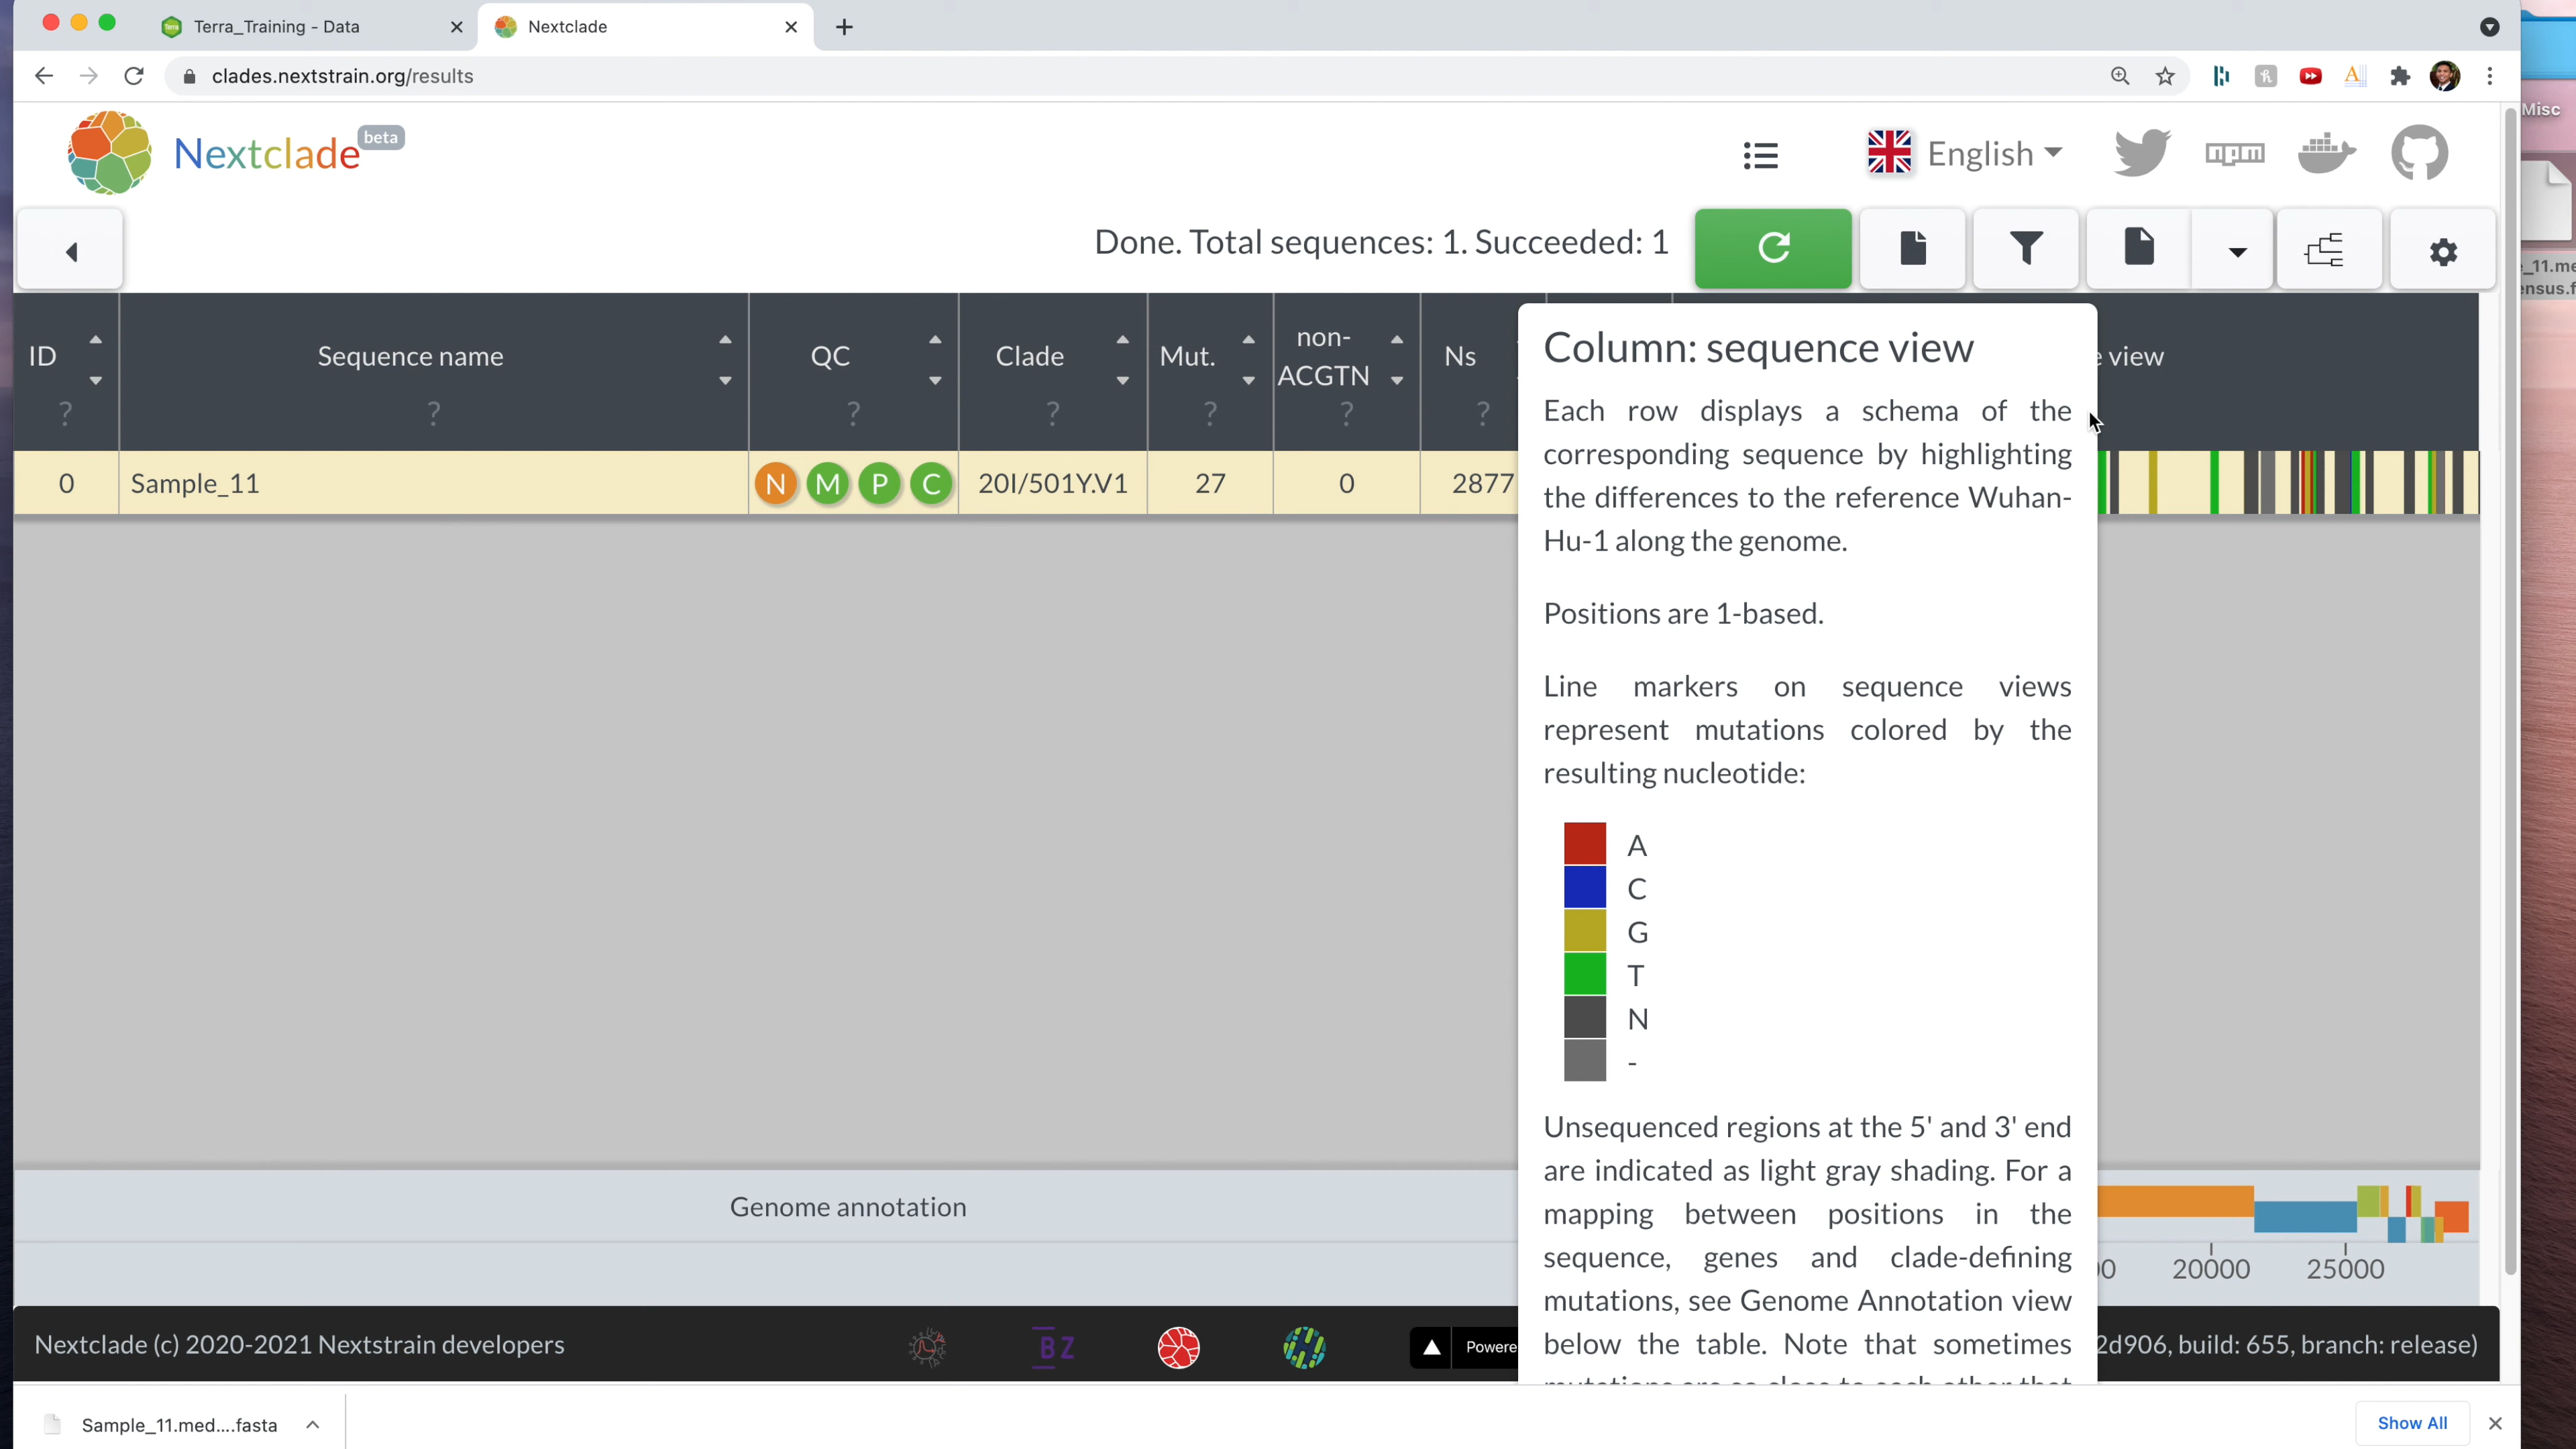 Terra_Training - Data
Nextclade
clades.nextstrain.org/results
Misc
Nextclade beta
English
npm
Done. Total sequences: 1. Succeeded: 1
_11.me
ensus.f
ID
Sequence name
QC
Clade
Mut.
non-
ACGTN
Ns
view
?
?
?
?
?
?
?
0 Sample_11 N M P C 20I/501Y.V1 27 0 2877
Column: sequence view
Each row displays a schema of the
corresponding sequence by highlighting
the differences to the reference Wuhan-
Hu-1 along the genome.
Positions are 1-based.
Line markers on sequence views
represent mutations colored by the
resulting nucleotide:
A
C
G
T
N
-
Unsequenced regions at the 5' and 3' end
are indicated as light gray shading. For a
mapping between positions in the
sequence, genes and clade-defining
mutations, see Genome Annotation view
below the table. Note that sometimes
Genome annotation
20000 25000
Nextclade (c) 2020-2021 Nextstrain developers
BZ
Powere
2d906, build: 655, branch: release)
Sample_11.med....fasta
Show All